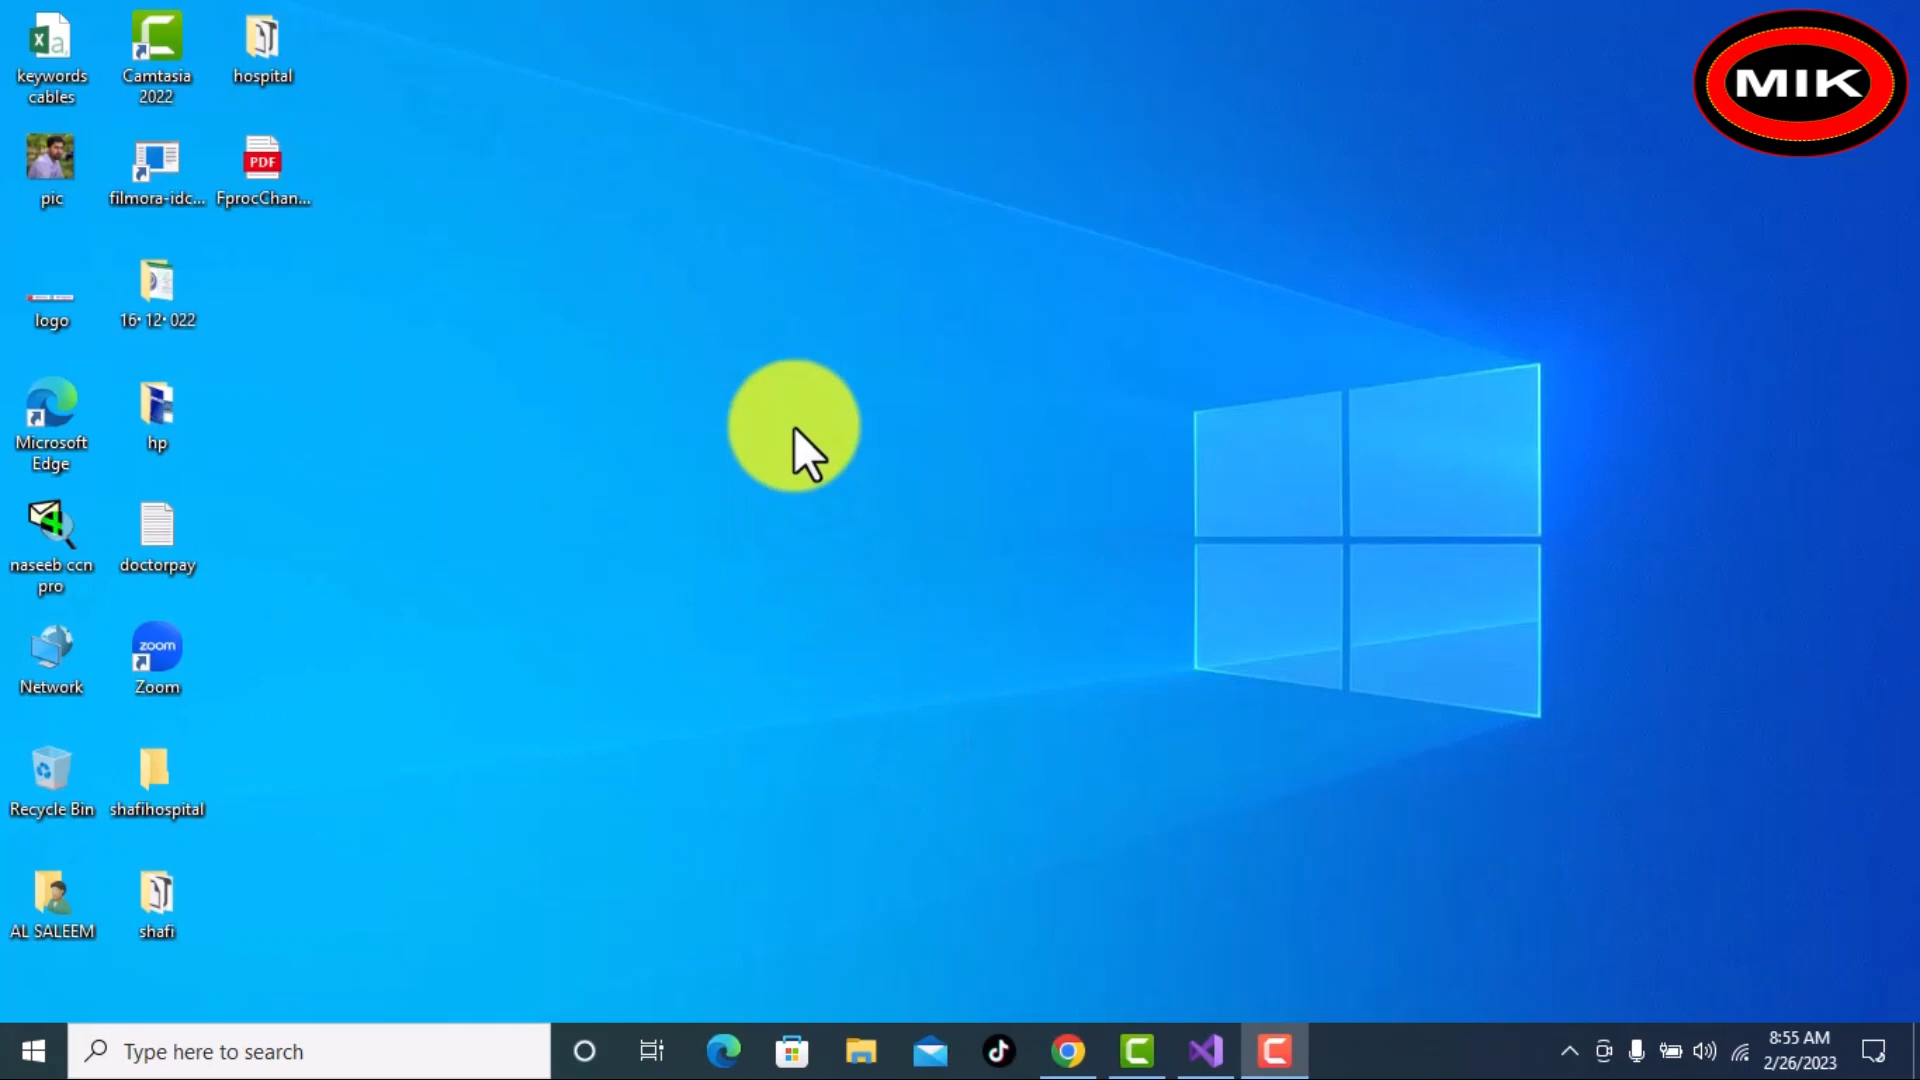 keywords
cables
Camtasia
2022
hospital
MIK
pic
filmora-idc...
PDF
FprocChan...
logo
16· 12· 022
Microsoft
Edge
hp
naseeb ccn
pro
doctorpay
Network
zoom
Zoom
Recycle Bin
shafihospital
AL SALEEM
shafi
Type here to search
8:55 AM
2/26/2023